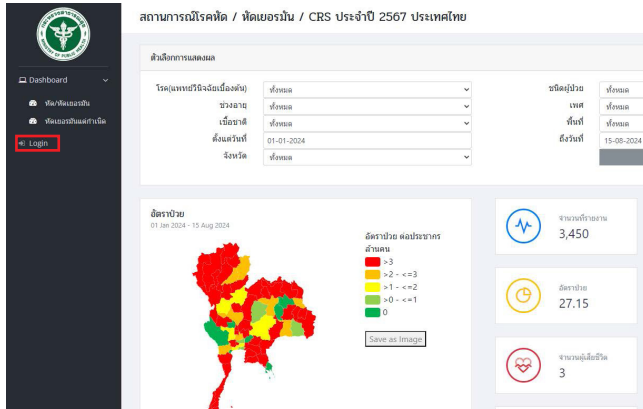 สถานการณ์โรคหัด / หัดเยอรมัน / CRS ประจำปี 2567 ประเทศไทย
MINISTRY OF PUBLIC HEALTH
Dashboard
หัด/หัดเยอรมัน
หัดเยอรมันแต่กำเนิด
Login
ตัวเลือกการแสดงผล
โรค(แพทย์วินิจฉัยเบื้องต้น) ทั้งหมด ชนิดผู้ป่วย ทั้งหมด
ช่วงอายุ ทั้งหมด เพศ ทั้งหมด
เชื้อชาติ ทั้งหมด พื้นที่ ทั้งหมด
ตั้งแต่วันที่ 01-01-2024 ถึงวันที่ 15-08-2024
จังหวัด ทั้งหมด
อัตราป่วย
01 Jan 2024 - 15 Aug 2024
อัตราป่วย ต่อประชากร
ล้านคน
>3
>2 - <=3
>1 - <=2
>0 - <=1
0
Save as Image
จำนวนที่รายงาน
3,450
อัตราป่วย
27.15
จำนวนผู้เสียชีวิต
3